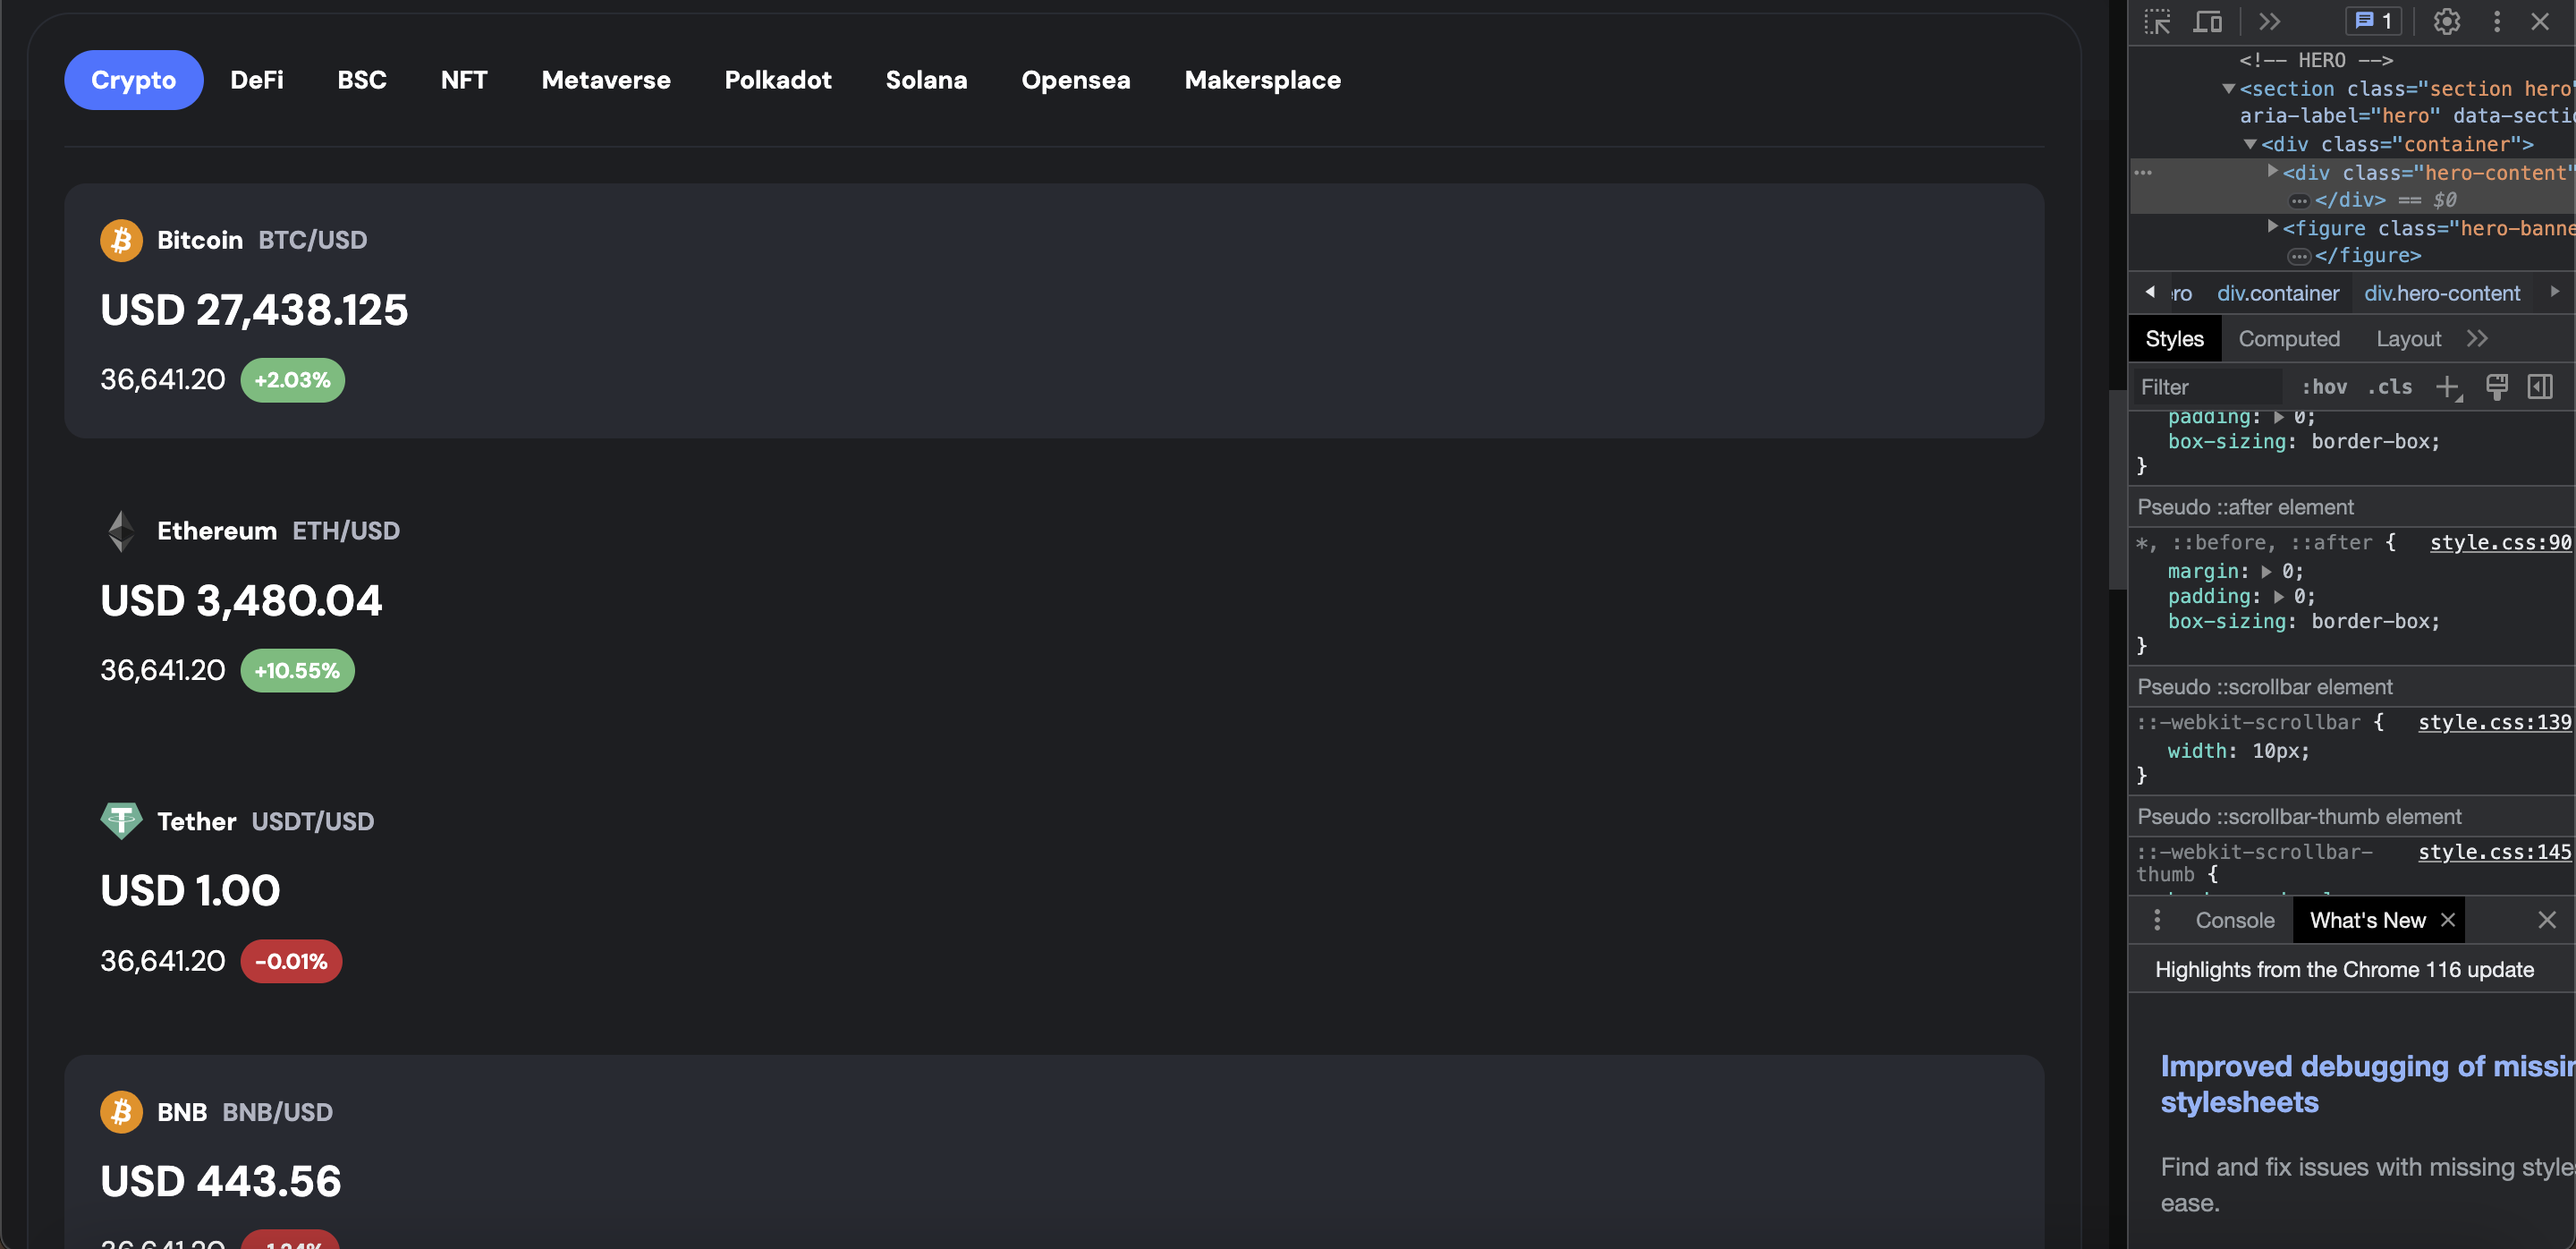 Crypto DeFi BSC NFT Metaverse Polkadot Solana Opensea Makersplace
Bitcoin BTC/USD
USD 27,438.125
36,641.20 +2.03%
Ethereum ETH/USD
USD 3,480.04
36,641.20 +10.55%
Tether USDT/USD
USD 1.00
36,641.20 -0.01%
BNB BNB/USD
USD 443.56
36,641.20 -1.24%
1
<!-- HERO -->
<section class="section hero"
aria-label="hero" data-secti
<div class="container">
<div class="hero-content"
</div> == $0
<figure class="hero-banne
</figure>
ro div.container div.hero-content
Styles Computed Layout
Filter :hov .cls
padding: 0;
box-sizing: border-box;
}
Pseudo ::after element
*, ::before, ::after { style.css:90
margin: 0;
padding: 0;
box-sizing: border-box;
}
Pseudo ::scrollbar element
::-webkit-scrollbar { style.css:139
width: 10px;
}
Pseudo ::scrollbar-thumb element
::-webkit-scrollbar- style.css:145
thumb {
Console What's New
Highlights from the Chrome 116 update
Improved debugging of missin
stylesheets
Find and fix issues with missing style
ease.